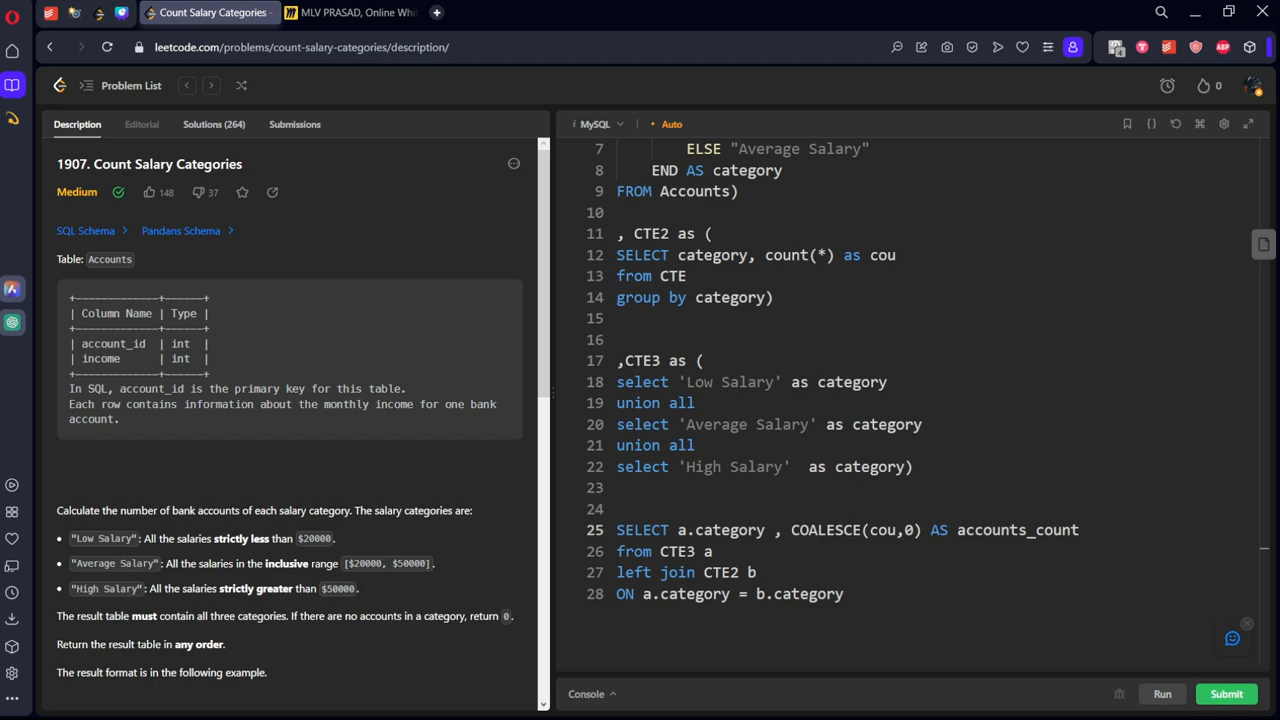 Count Salary Categories -
MLV PRASAD, Online Whit
leetcode.com/problems/count-salary-categories/description/
ABP
Problem List
0
Description
Editorial
Solutions (264)
Submissions
1907. Count Salary Categories
Medium
148
37
SQL Schema
Pandans Schema
Table: Accounts
+-------------+------+
| Column Name | Type |
+-------------+------+
| account_id | int |
| income | int |
+-------------+------+
In SQL, account_id is the primary key for this table.
Each row contains information about the monthly income for one bank
account.
Calculate the number of bank accounts of each salary category. The salary categories are:
• "Low Salary": All the salaries strictly less than $20000.
• "Average Salary": All the salaries in the inclusive range [$20000, $50000].
• "High Salary": All the salaries strictly greater than $50000.
The result table must contain all three categories. If there are no accounts in a category, return 0.
Return the result table in any order.
The result format is in the following example.
i MySQL
• Auto
7 ELSE "Average Salary"
8 END AS category
9 FROM Accounts)
10
11 , CTE2 as (
12 SELECT category, count(*) as cou
13 from CTE
14 group by category)
15
16
17 ,CTE3 as (
18 select 'Low Salary' as category
19 union all
20 select 'Average Salary' as category
21 union all
22 select 'High Salary' as category)
23
24
25 SELECT a.category , COALESCE(cou,0) AS accounts_count
26 from CTE3 a
27 left join CTE2 b
28 ON a.category = b.category
Console
Run
Submit